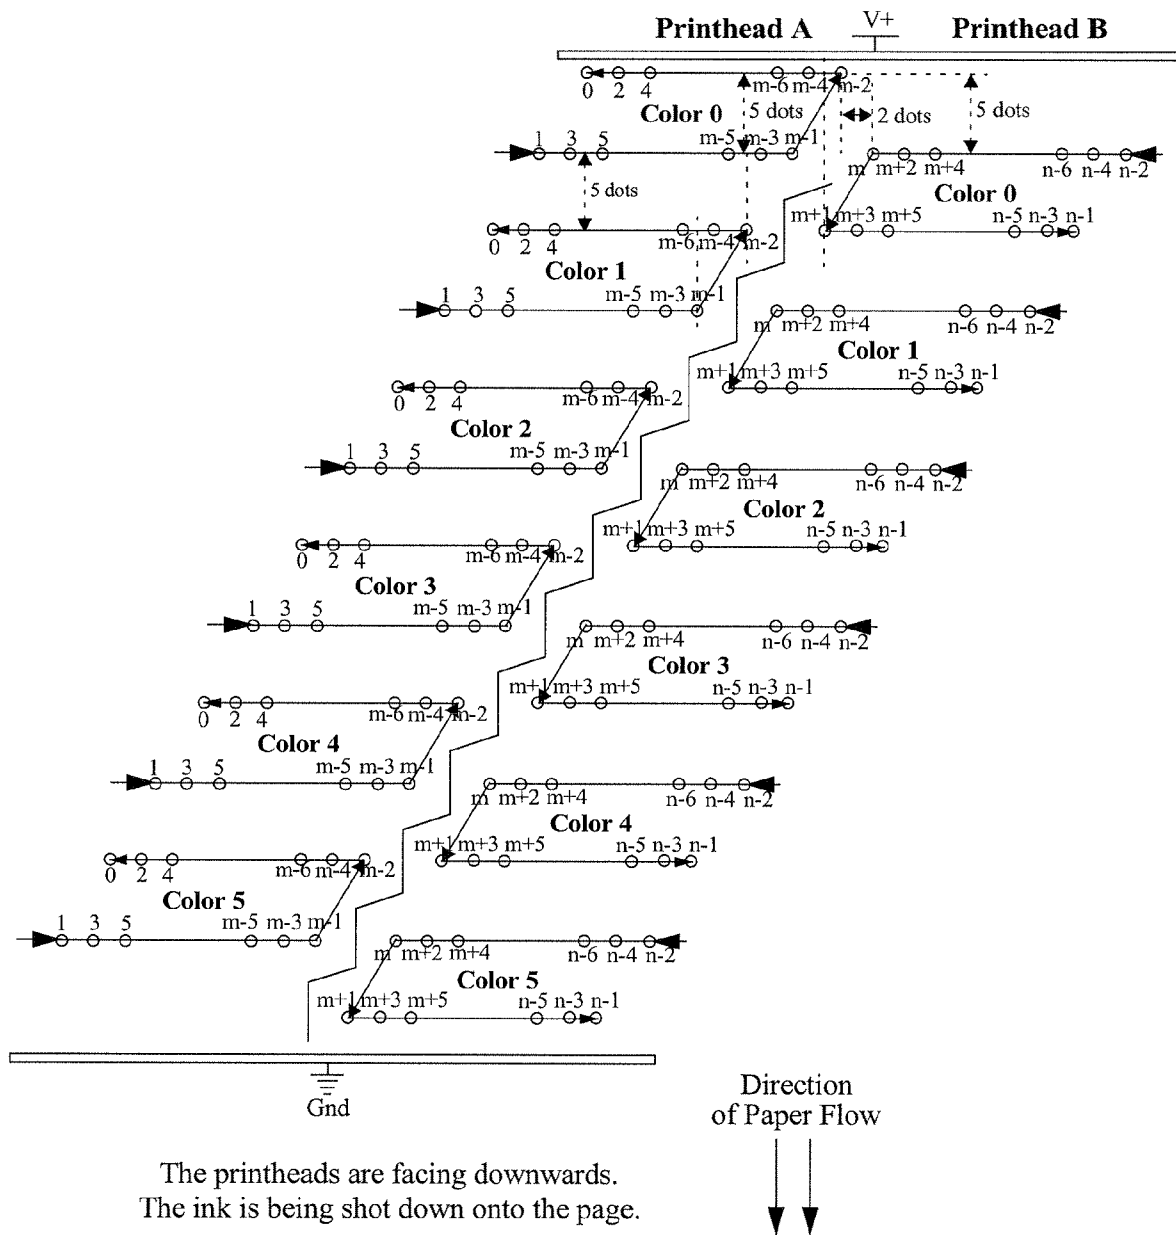 Printhead A V+ Printhead B
0 2 4 m-6 m-4 m-2
Color 0 5 dots 2 dots 5 dots
1 3 5 m-5 m-3 m-1
m m+2 m+4 n-6 n-4 n-2
5 dots Color 0
m+1 m+3 m+5 n-5 n-3 n-1
0 2 4 m-6 m-4 m-2
Color 1
1 3 5 m-5 m-3 m-1
m m+2 m+4 n-6 n-4 n-2
Color 1
m+1 m+3 m+5 n-5 n-3 n-1
0 2 4 m-6 m-4 m-2
Color 2
1 3 5 m-5 m-3 m-1
m m+2 m+4 n-6 n-4 n-2
Color 2
m+1 m+3 m+5 n-5 n-3 n-1
0 2 4 m-6 m-4 m-2
Color 3
1 3 5 m-5 m-3 m-1
m m+2 m+4 n-6 n-4 n-2
Color 3
m+1 m+3 m+5 n-5 n-3 n-1
0 2 4 m-6 m-4 m-2
Color 4
1 3 5 m-5 m-3 m-1
m m+2 m+4 n-6 n-4 n-2
Color 4
m+1 m+3 m+5 n-5 n-3 n-1
0 2 4 m-6 m-4 m-2
Color 5
1 3 5 m-5 m-3 m-1
m m+2 m+4 n-6 n-4 n-2
Color 5
m+1 m+3 m+5 n-5 n-3 n-1
Gnd
Direction
of Paper Flow
The printheads are facing downwards.
The ink is being shot down onto the page.